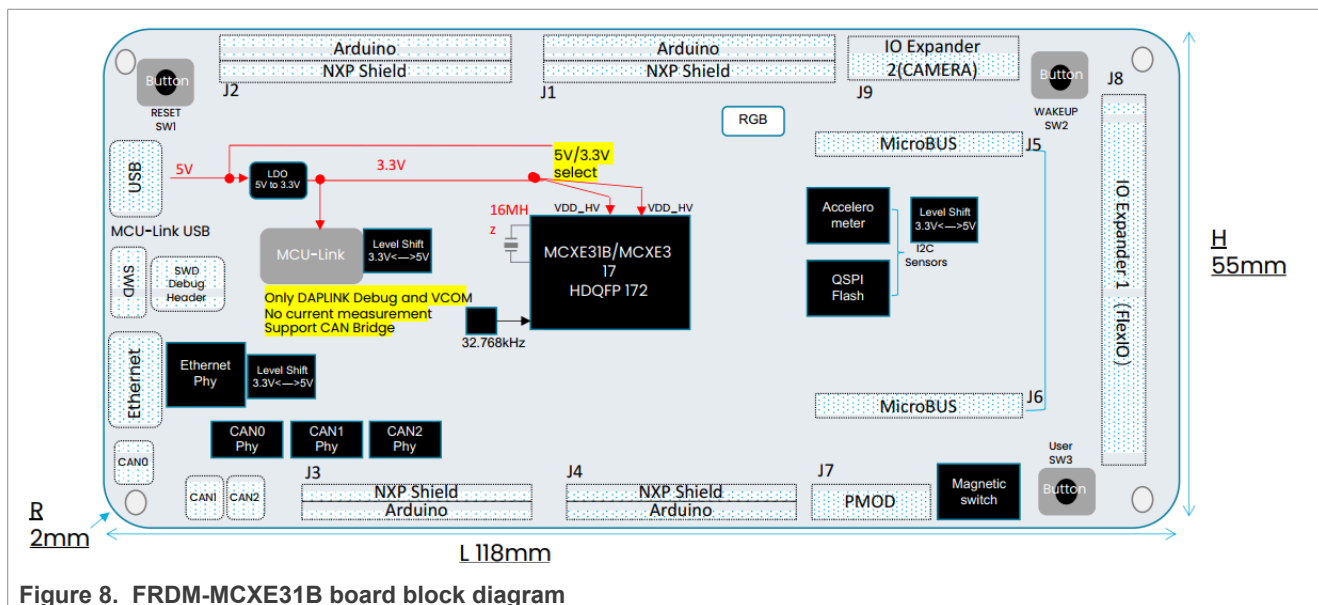 Arduino
NXP Shield
J2
Arduino
NXP Shield
J1
IO Expander
2(CAMERA)
J9
Button
RESET
SW1
Button
WAKEUP
SW2
J8
RGB
USB
5V
LDO
5V to 3.3V
3.3V
5V/3.3V
select
MicroBUS
J5
MCU-Link USB
MCU-Link
Level Shift
3.3V<—>5V
16MH
z
VDD_HV
VDD_HV
MCXE31B/MCXE3
17
HDQFP 172
Accelero
meter
Level Shift
3.3V<—>5V
I2C
Sensors
QSPI
Flash
IO Expander 1 (FlexIO)
H
55mm
SWD
SWD
Debug
Header
Only DAPLINK Debug and VCOM
No current measurement
Support CAN Bridge
32.768kHz
Ethernet
Ethernet
Phy
Level Shift
3.3V<—>5V
MicroBUS
J6
CAN0
Phy
CAN1
Phy
CAN2
Phy
CAN0
CAN1
CAN2
J3
NXP Shield
Arduino
J4
NXP Shield
Arduino
J7
PMOD
Magnetic
switch
User
SW3
Button
R
2mm
L 118mm
Figure 8. FRDM-MCXE31B board block diagram